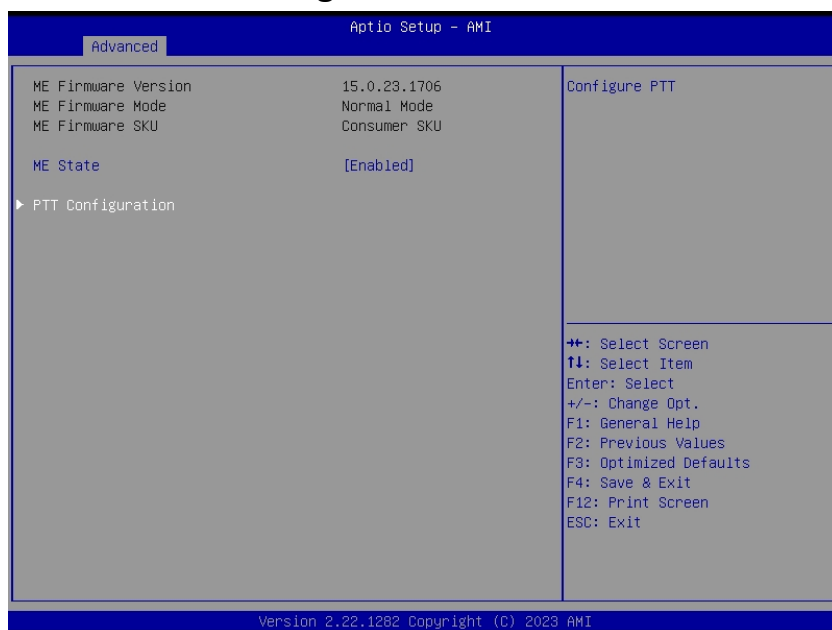 Aptio Setup – AMI
Advanced
ME Firmware Version 15.0.23.1706
ME Firmware Mode Normal Mode
ME Firmware SKU Consumer SKU
ME State [Enabled]
PTT Configuration
Configure PTT
→←: Select Screen
↑↓: Select Item
Enter: Select
+/-: Change Opt.
F1: General Help
F2: Previous Values
F3: Optimized Defaults
F4: Save & Exit
F12: Print Screen
ESC: Exit
Version 2.22.1282 Copyright (C) 2023 AMI